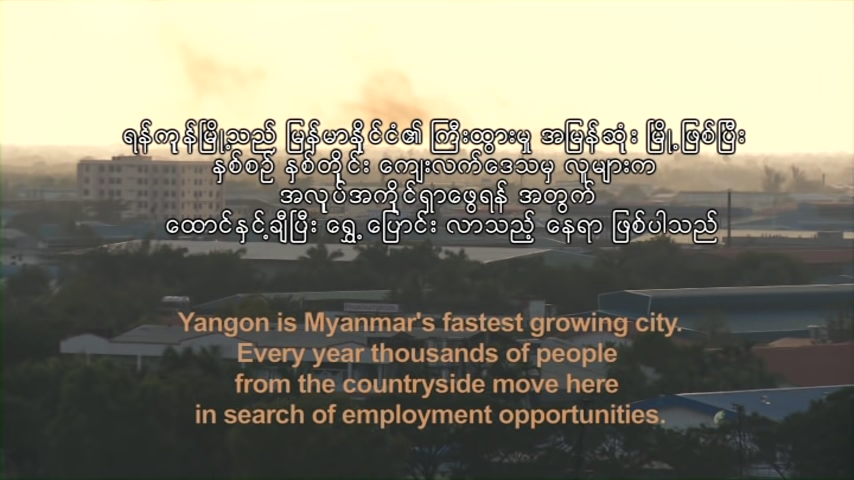 ရန်ကုန်မြို့သည် မြန်မာနိုင်ငံ၏ ကြီးထွားမှု အမြန်ဆုံး မြို့ဖြစ်ပြီး
နှစ်စဉ် နှစ်တိုင်း ကျေးလက်ဒေသမှ လူများက
အလုပ်အကိုင်ရှာဖွေရန် အတွက်
ထောင်နှင့်ချီပြီး ရွှေ့ပြောင်း လာသည့် နေရာ ဖြစ်ပါသည်
Yangon is Myanmar's fastest growing city.
Every year thousands of people
from the countryside move here
in search of employment opportunities.